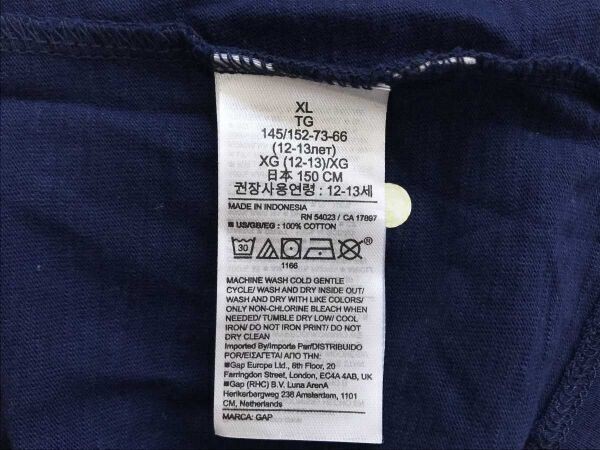 XL
TG
145/152-73-66
(12-13лет)
XG (12-13)/XG
日本 150 CM
권장사용연령 : 12-13세
MADE IN INDONESIA
RN 54023 / CA 17897
■ US/GB/EG : 100% COTTON
30
®
1166
MACHINE WASH COLD GENTLE
CYCLE/ WASH AND DRY INSIDE OUT/
WASH AND DRY WITH LIKE COLORS/
ONLY NON-CHLORINE BLEACH WHEN
NEEDED/ TUMBLE DRY LOW/ COOL
IRON/ DO NOT IRON PRINT/ DO NOT
DRY CLEAN
Imported By/Importe Par/DISTRIBUIDO
POR/ΕΙΣΑΓΕΤΑΙ ΑΠΟ ΤΗΝ:
■Gap Europe Ltd., 6th Floor, 20
Farringdon Street, London, EC4A 4AB, UK
■Gap (RHC) B.V. Luna ArenA
Herikerbergweg 238 Amsterdam, 1101
CM, Netherlands
MARCA: GAP